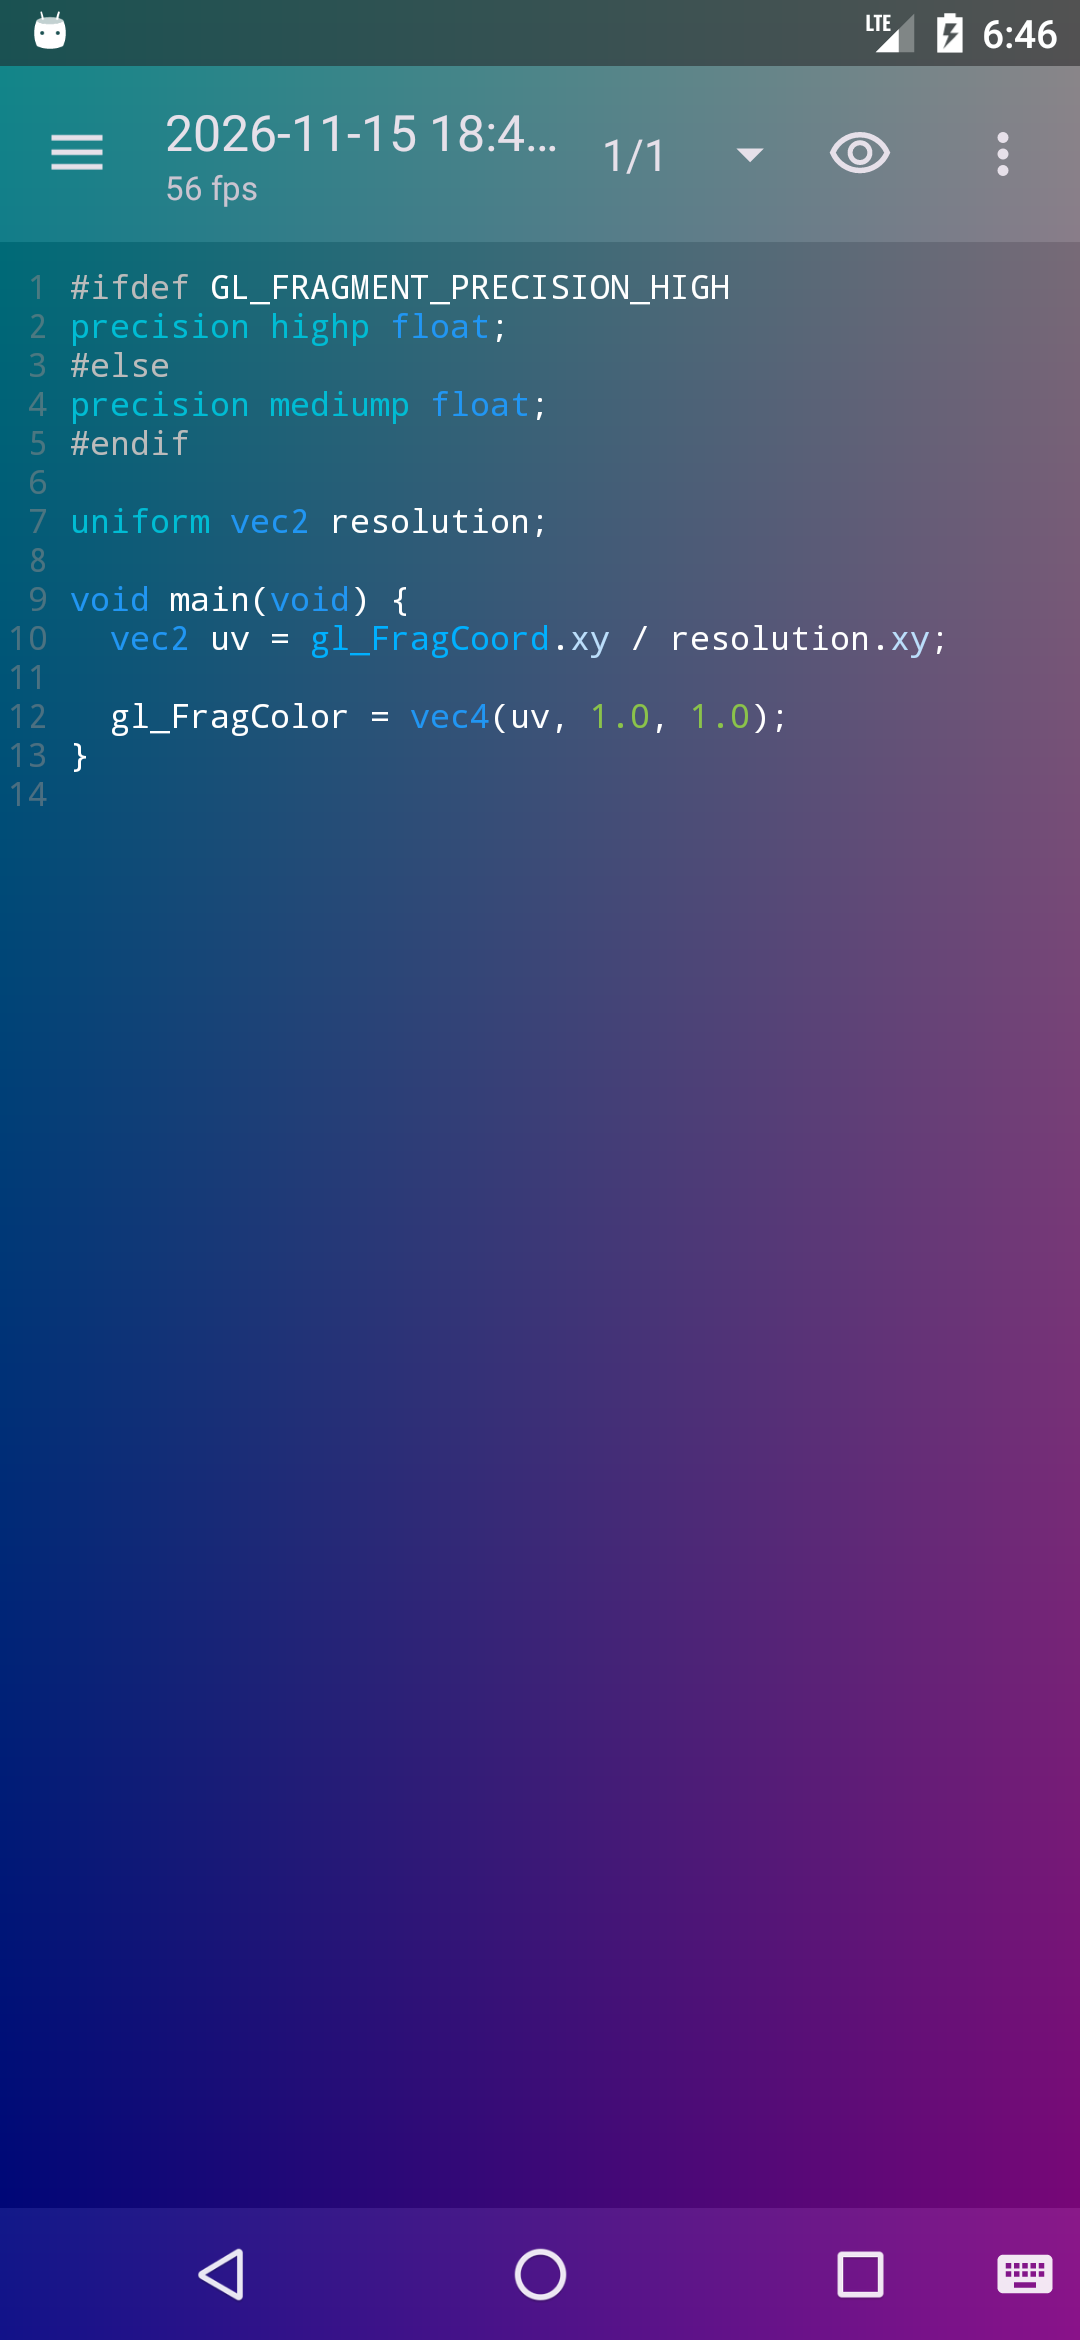 LTE 6:46
2026-11-15 18:4... 1/1
56 fps
1 #ifdef GL_FRAGMENT_PRECISION_HIGH
2 precision highp float;
3 #else
4 precision mediump float;
5 #endif
6
7 uniform vec2 resolution;
8
9 void main(void) {
10   vec2 uv = gl_FragCoord.xy / resolution.xy;
11
12   gl_FragColor = vec4(uv, 1.0, 1.0);
13 }
14